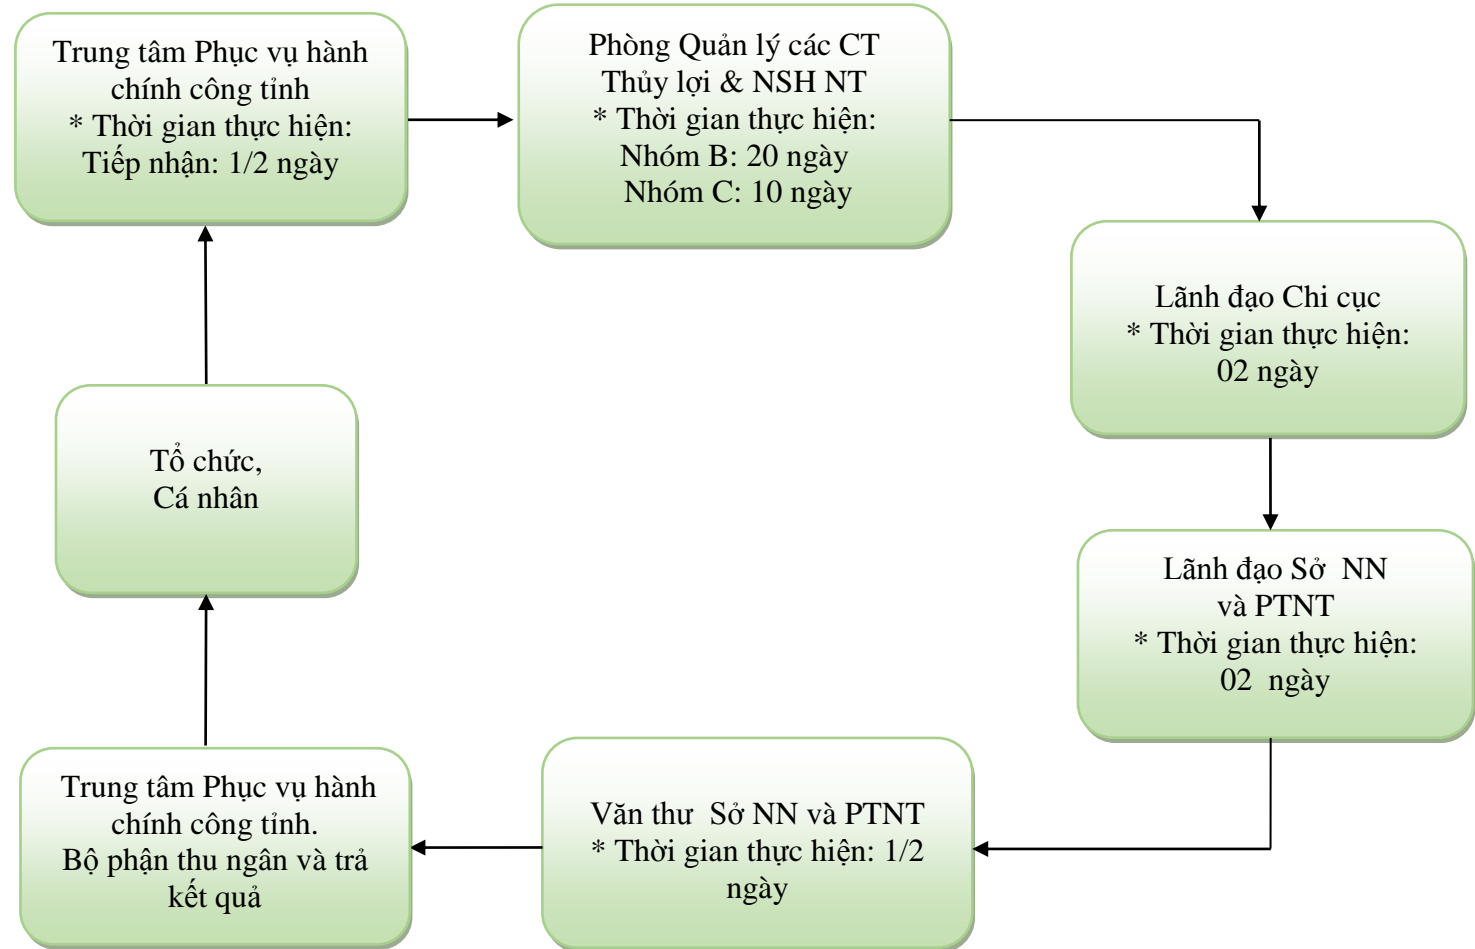 Trung tâm Phục vụ hành
chính công tỉnh
* Thời gian thực hiện:
Tiếp nhận: 1/2 ngày
Phòng Quản lý các CT
Thủy lợi & NSH NT
* Thời gian thực hiện:
Nhóm B: 20 ngày
Nhóm C: 10 ngày
Lãnh đạo Chi cục
* Thời gian thực hiện:
02 ngày
Lãnh đạo Sở NN
và PTNT
* Thời gian thực hiện:
02 ngày
Văn thư Sở NN và PTNT
* Thời gian thực hiện: 1/2
ngày
Trung tâm Phục vụ hành
chính công tỉnh.
Bộ phận thu ngân và trả
kết quả
Tổ chức,
Cá nhân